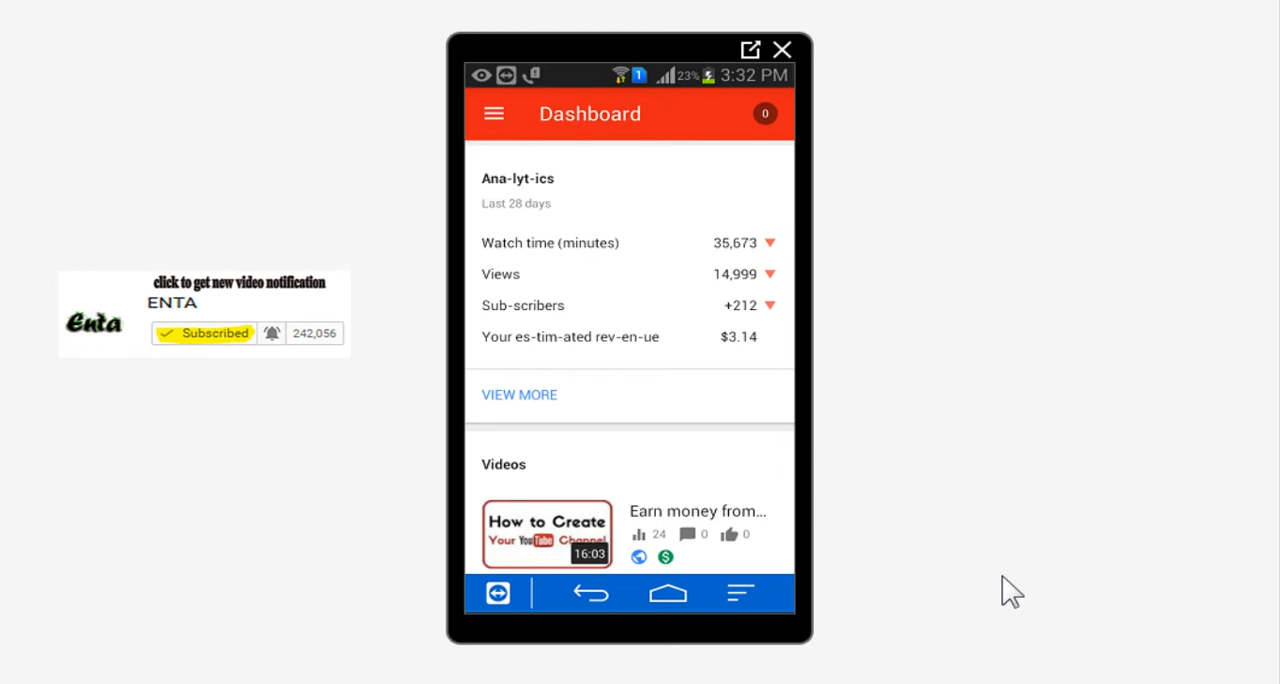 23% 3:32 PM
1
Dashboard
0
Ana-lyt-ics
Last 28 days
Watch time (minutes) 35,673
Views 14,999
Sub-scribers +212
Your es-tim-ated rev-en-ue $3.14
VIEW MORE
Videos
How to Create
Your YouTube Channel
16:03
Earn money from...
24 0 0
click to get new video notification
ENTA
Enta
Subscribed 242,056